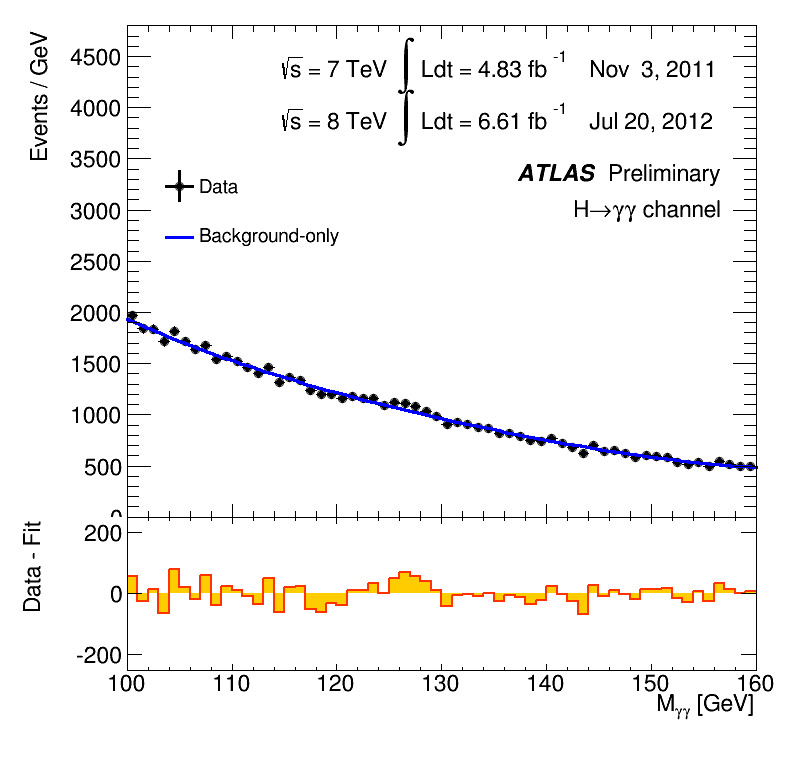 Events / GeV
4500
4000
3500
3000
2500
2000
1500
1000
500
0
√s = 7 TeV ∫ Ldt = 4.83 fb⁻¹ Nov 3, 2011
√s = 8 TeV ∫ Ldt = 6.61 fb⁻¹ Jul 20, 2012
ATLAS Preliminary
H→γγ channel
Data
Background-only
Data - Fit
200
0
-200
100 110 120 130 140 150 160
Mγγ [GeV]